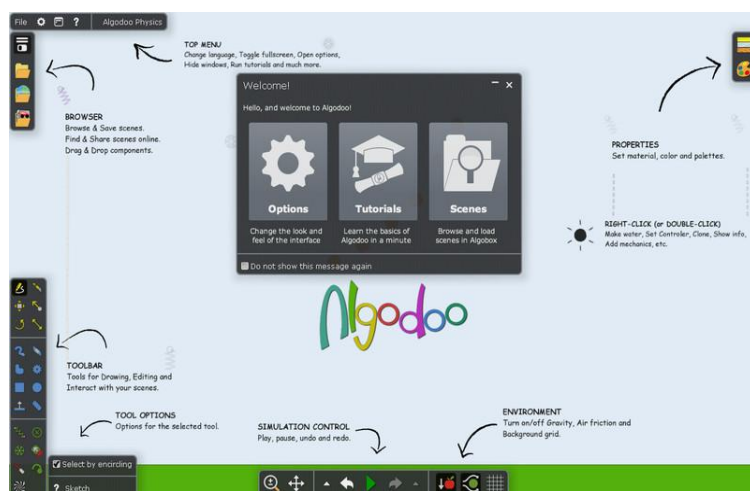 File ? Algodoo Physics
TOP MENU
Change language, Toggle fullscreen, Open options,
Hide windows, Run tutorials and much more.
Welcome!
Hello, and welcome to Algodoo!
BROWSER
Browse & Save scenes.
Find & Share scenes online.
Drag & Drop components.
PROPERTIES
Set material, color and palettes.
Options
Tutorials
Scenes
Change the look and
feel of the interface
Learn the basics of
Algodoo in a minute
Browse and load
scenes in Algobox
RIGHT-CLICK (or DOUBLE-CLICK)
Make water, Set Controler, Clone, Show info,
Add mechanics, etc.
Do not show this message again
Algodoo
TOOLBAR
Tools for Drawing, Editing and
Interact with your scenes.
TOOL OPTIONS
Options for the selected tool.
SIMULATION CONTROL
Play, pause, undo and redo.
ENVIRONMENT
Turn on/off Gravity, Air friction and
Background grid.
Select by encirding
? Sketch